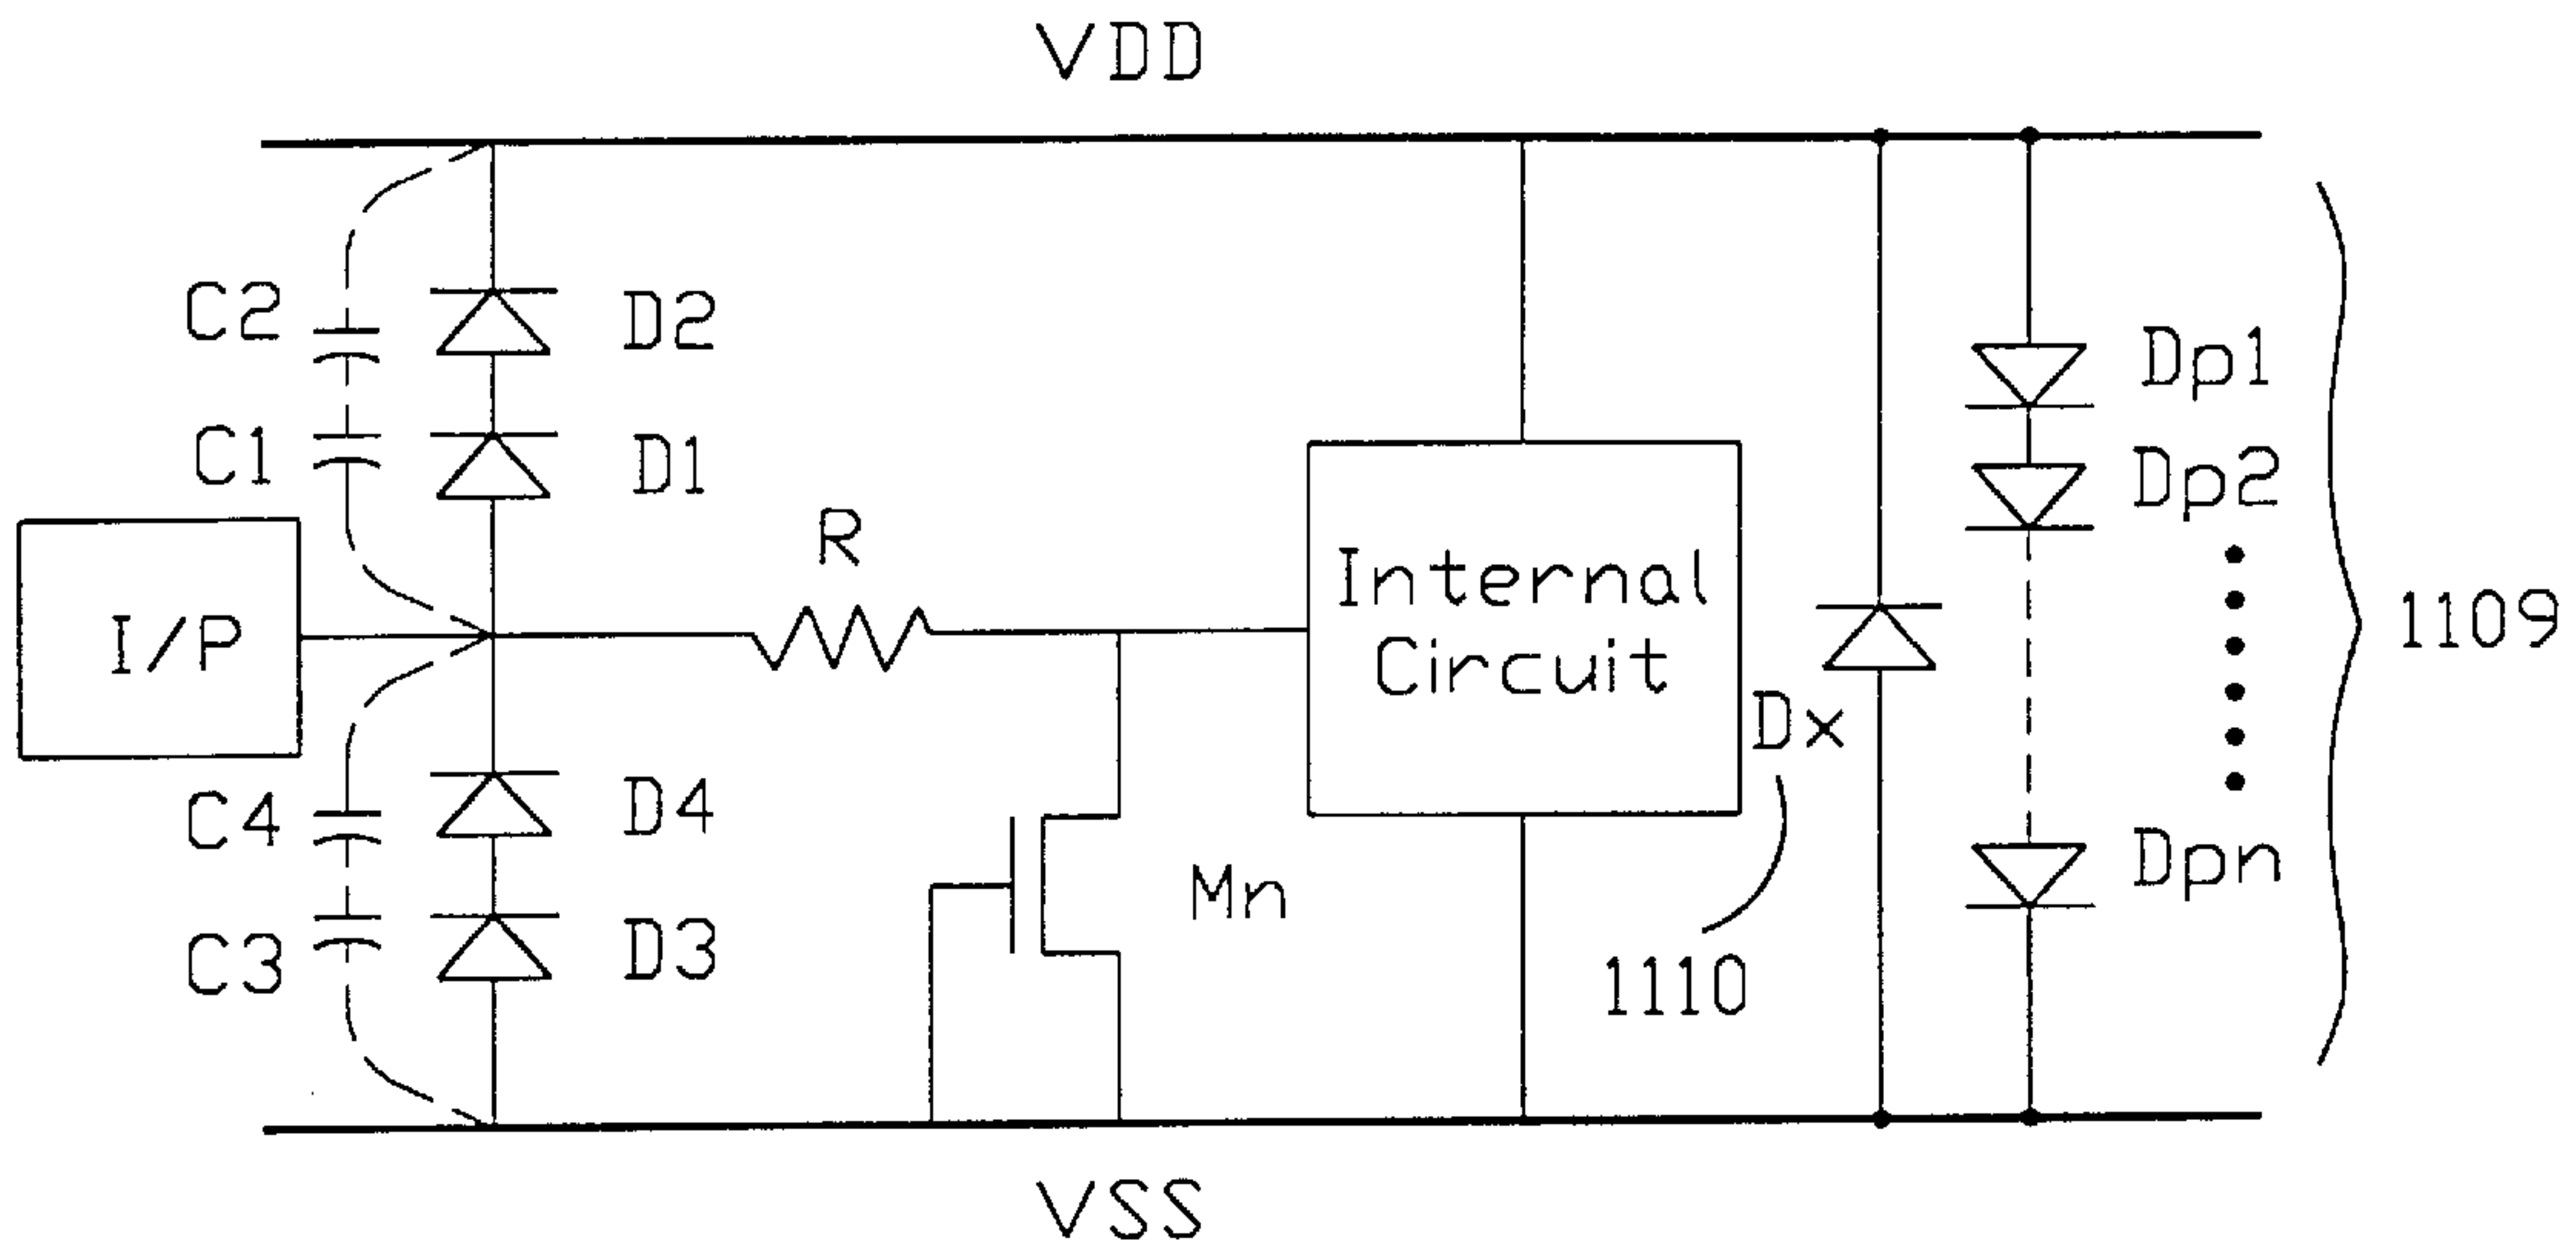 VDD
C2
D2
Dp1
C1
D1
Dp2
R
I/P
Internal
Circuit
1109
Dx
C4
D4
Dpn
Mn
C3
D3
1110
VSS